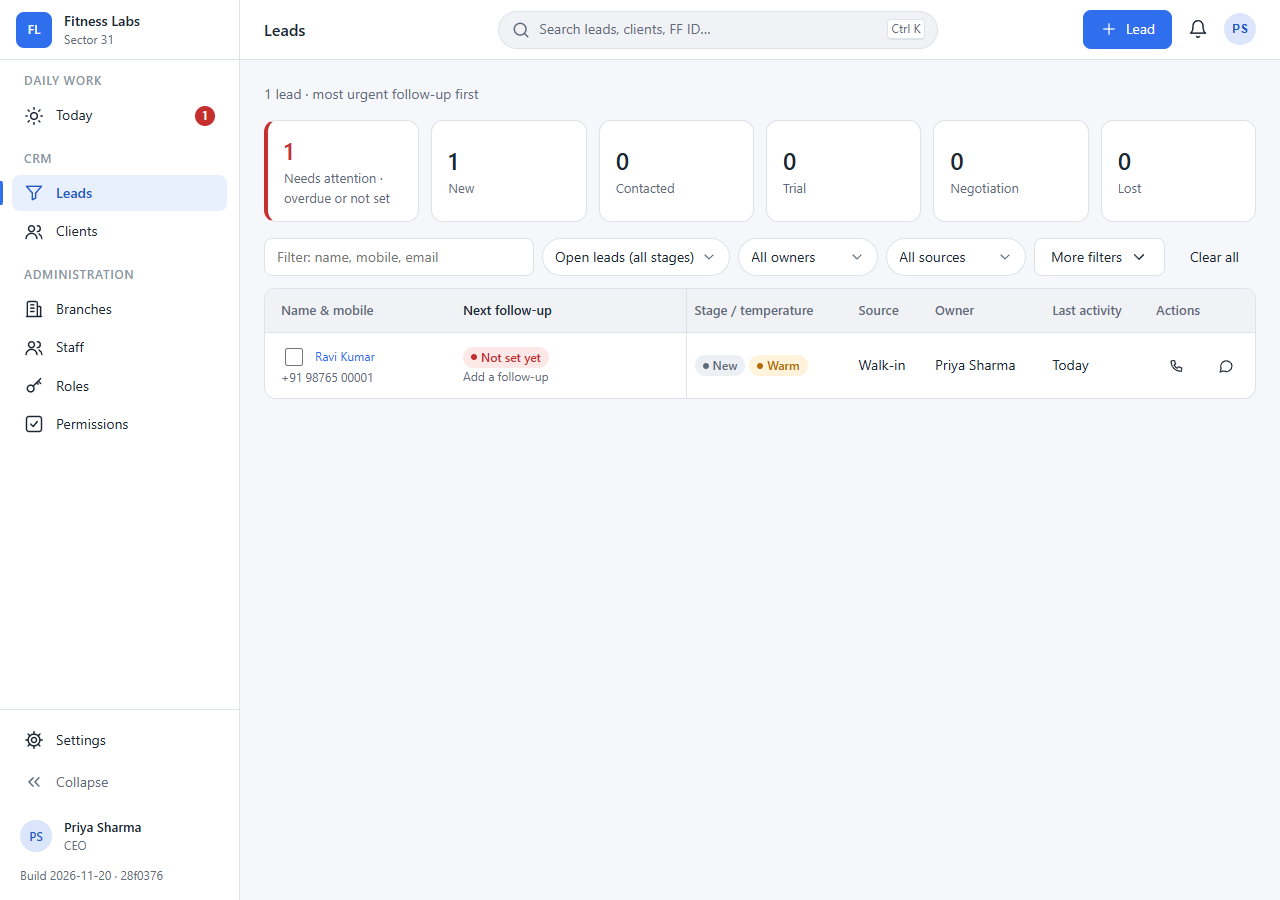 FL
Fitness Labs
Sector 31
DAILY WORK
Today
1
CRM
Leads
Clients
ADMINISTRATION
Branches
Staff
Roles
Permissions
Settings
Collapse
PS
Priya Sharma
CEO
Build 2026-11-20 · 28f0376
Leads
Search leads, clients, FF ID...
Ctrl K
Lead
PS
1 lead · most urgent follow-up first
1
Needs attention ·
overdue or not set
1
New
0
Contacted
0
Trial
0
Negotiation
0
Lost
Filter: name, mobile, email
Open leads (all stages)
All owners
All sources
More filters
Clear all
Name & mobile
Next follow-up
Stage / temperature
Source
Owner
Last activity
Actions
Ravi Kumar
+91 98765 00001
Not set yet
Add a follow-up
New
Warm
Walk-in
Priya Sharma
Today